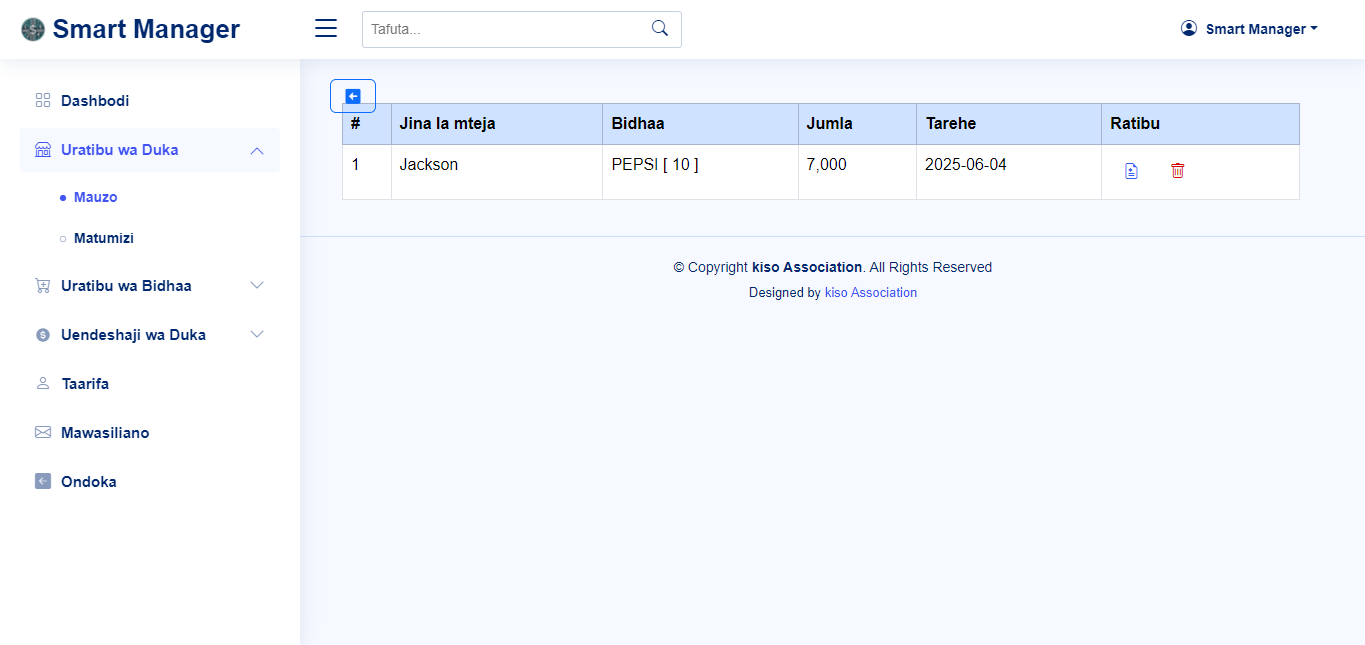 Smart Manager
Tafuta...
Smart Manager
Dashbodi
Uratibu wa Duka
Mauzo
Matumizi
Uratibu wa Bidhaa
Uendeshaji wa Duka
Taarifa
Mawasiliano
Ondoka
# Jina la mteja Bidhaa Jumla Tarehe Ratibu
1 Jackson PEPSI [ 10 ] 7,000 2025-06-04
© Copyright kiso Association. All Rights Reserved
Designed by kiso Association